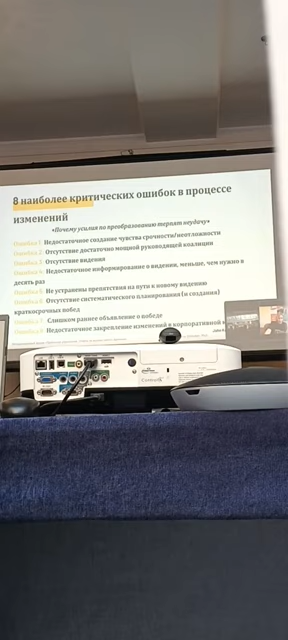 8 наиболее критических ошибок в процессе
изменений
«Почему усилия по преобразованию терпят неудачу»
Ошибка 1 Недостаточное создание чувства срочности/неотложности
Ошибка 2 Отсутствие достаточно мощной руководящей коалиции
Ошибка 3 Отсутствие видения
Ошибка 4 Недостаточное информирование о видении, меньше, чем нужно в
десять раз
Ошибка 5 Не устранены препятствия на пути к новому видению
Ошибка 6 Отсутствие систематического планирования (и создания)
краткосрочных побед
Ошибка 7 Слишком раннее объявление о победе
Ошибка 8 Недостаточное закрепление изменений в корпоративной